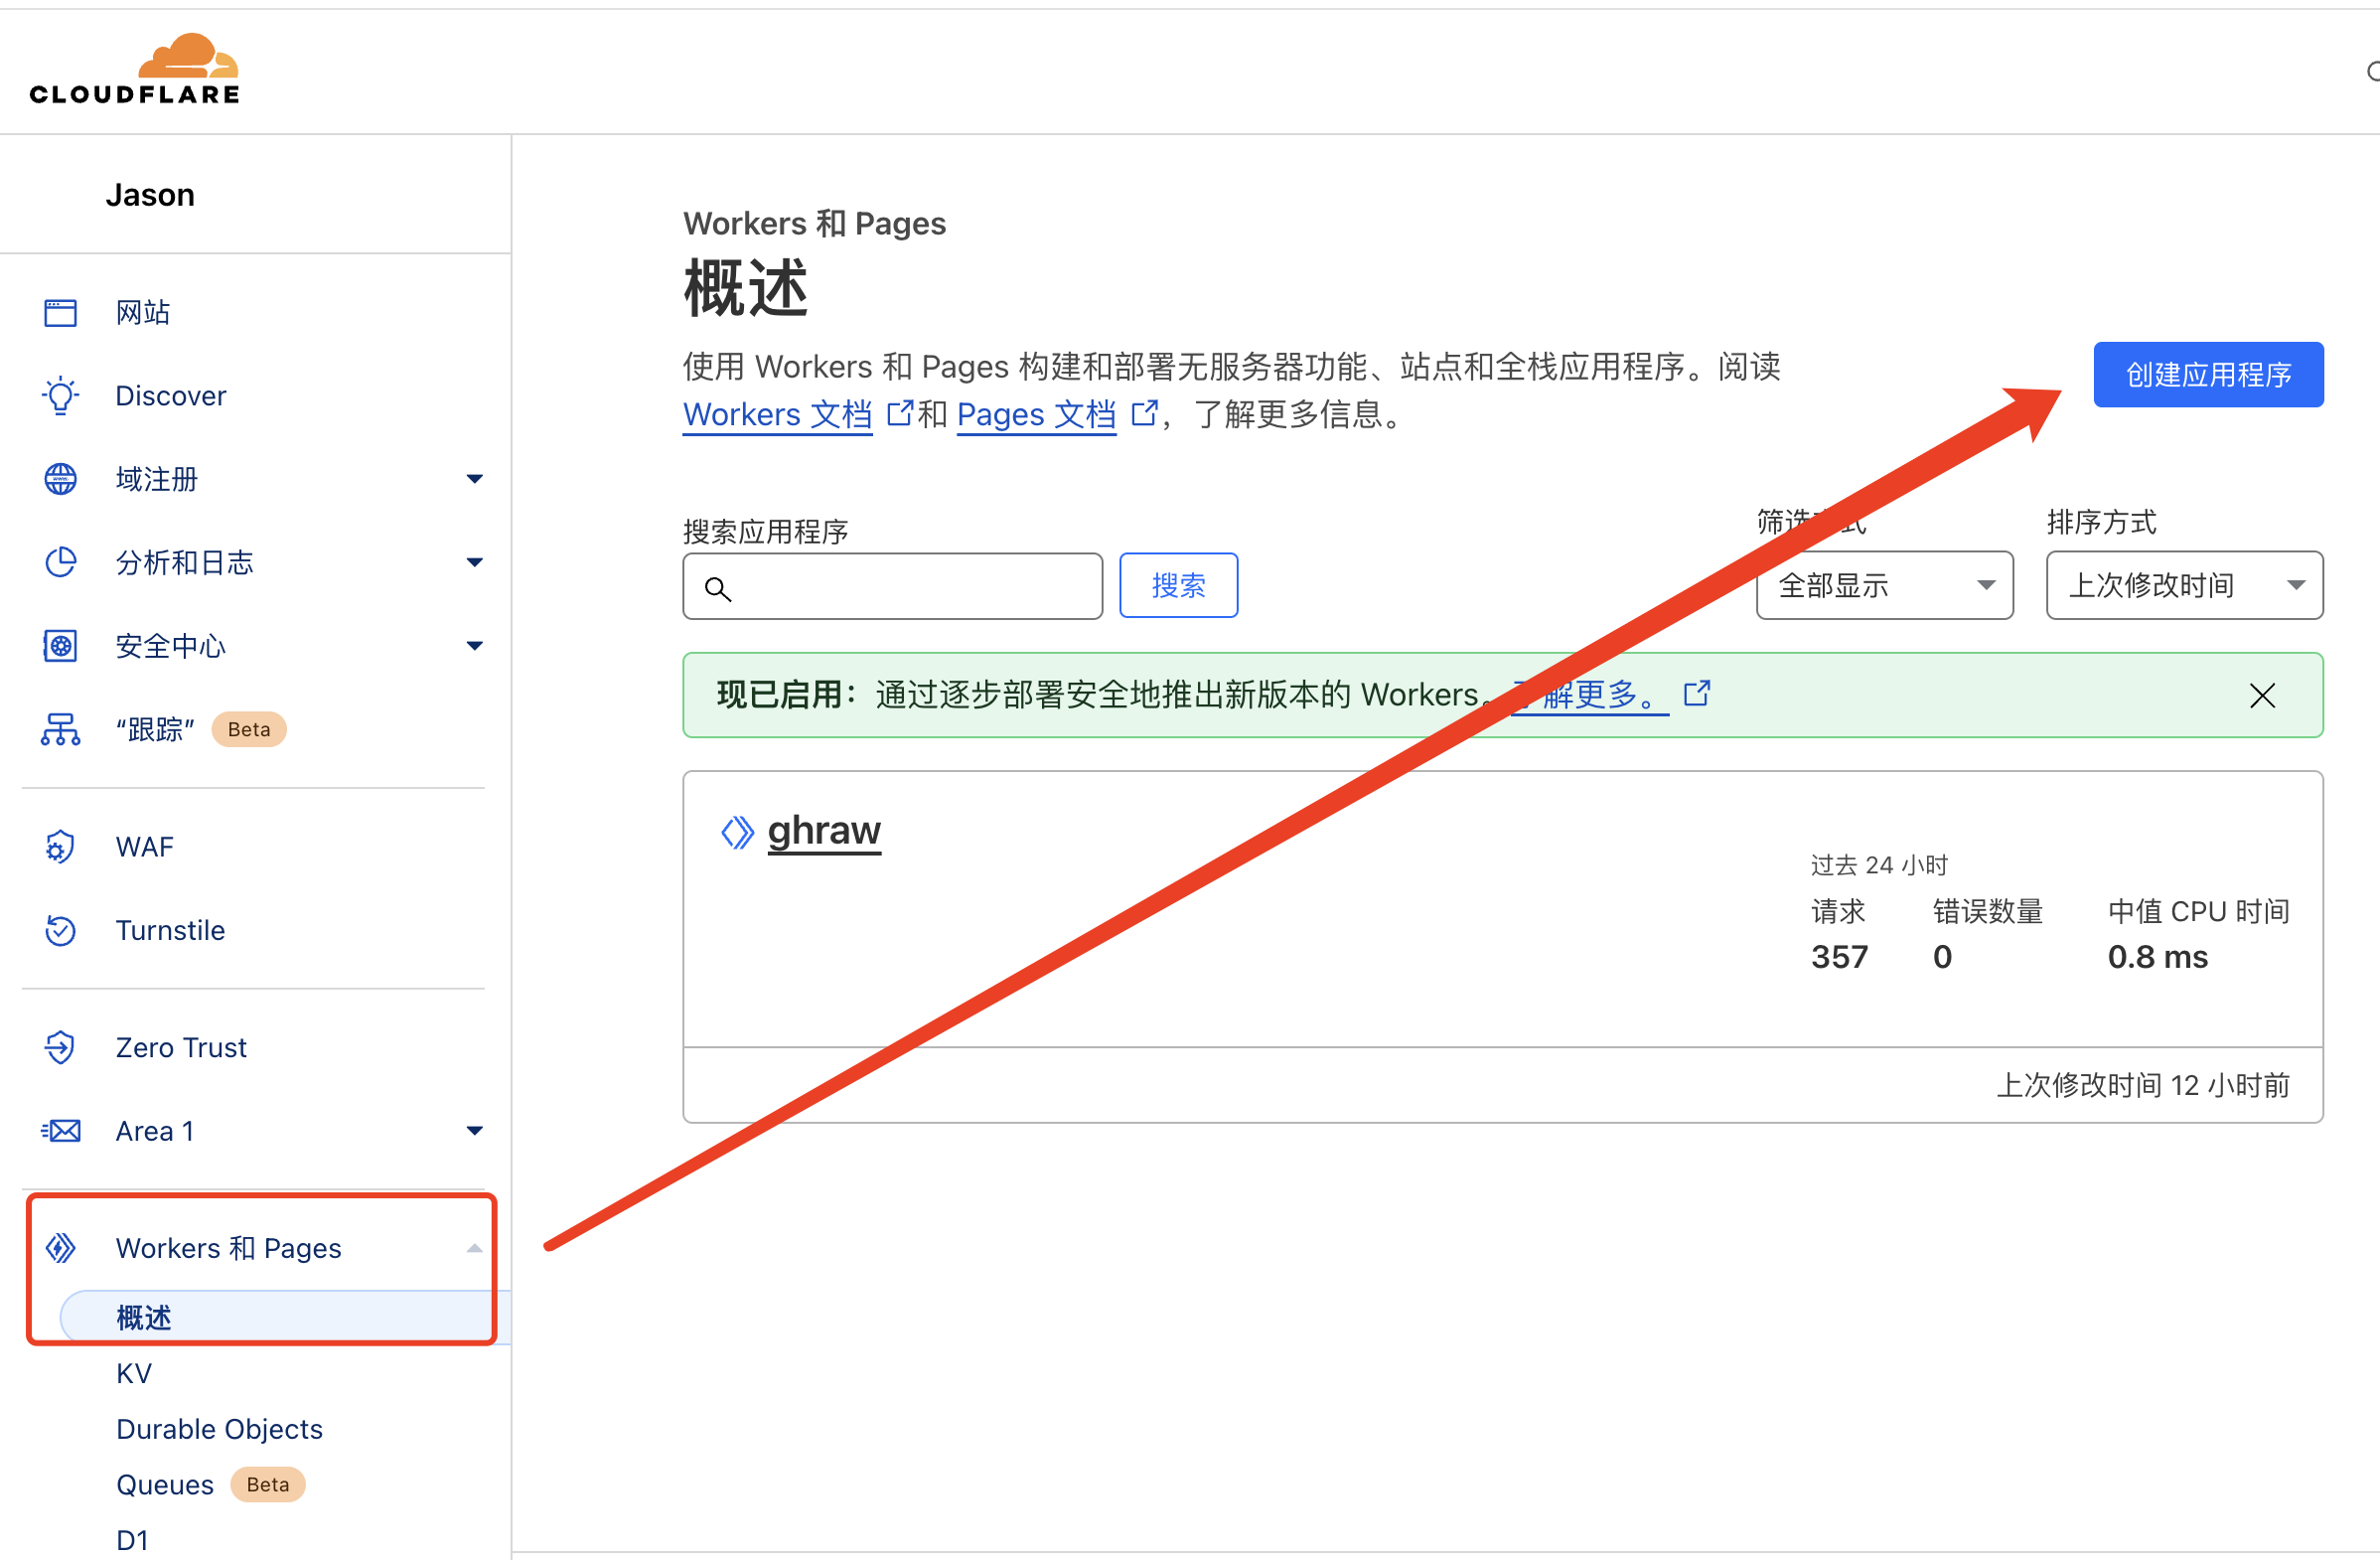 CLOUDFLARE
Jason
网站
Discover
域注册
分析和日志
安全中心
“跟踪” Beta
WAF
Turnstile
Zero Trust
Area 1
Workers 和 Pages
概述
KV
Durable Objects
Queues Beta
D1
Workers 和 Pages
概述
使用 Workers 和 Pages 构建和部署无服务器功能、站点和全栈应用程序。阅读
Workers 文档 和 Pages 文档 ，了解更多信息。
创建应用程序
搜索应用程序
搜索
筛选方式
全部显示
排序方式
上次修改时间
现已启用： 通过逐步部署安全地推出新版本的 Workers。了解更多。
ghraw
过去 24 小时
请求 错误数量 中值 CPU 时间
357 0 0.8 ms
上次修改时间 12 小时前